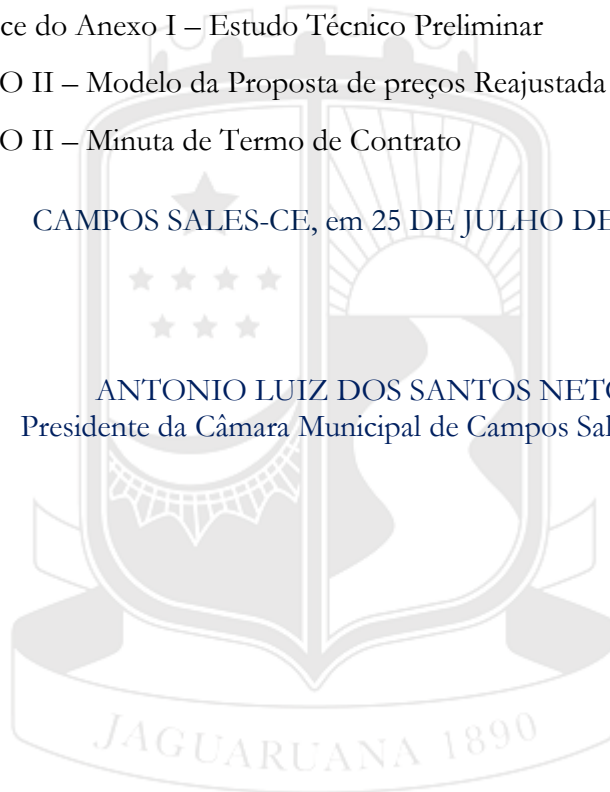 ce do Anexo I – Estudo Técnico Preliminar
O II – Modelo da Proposta de preços Reajustada
O II – Minuta de Termo de Contrato
CAMPOS SALES-CE, em 25 DE JULHO DE
ANTONIO LUIZ DOS SANTOS NETO
Presidente da Câmara Municipal de Campos Sal
JAGUARUANA 1890